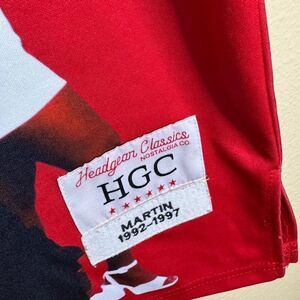 Headgear Classics
NOSTALGIA CO.
HGC
MARTIN
1992-1997